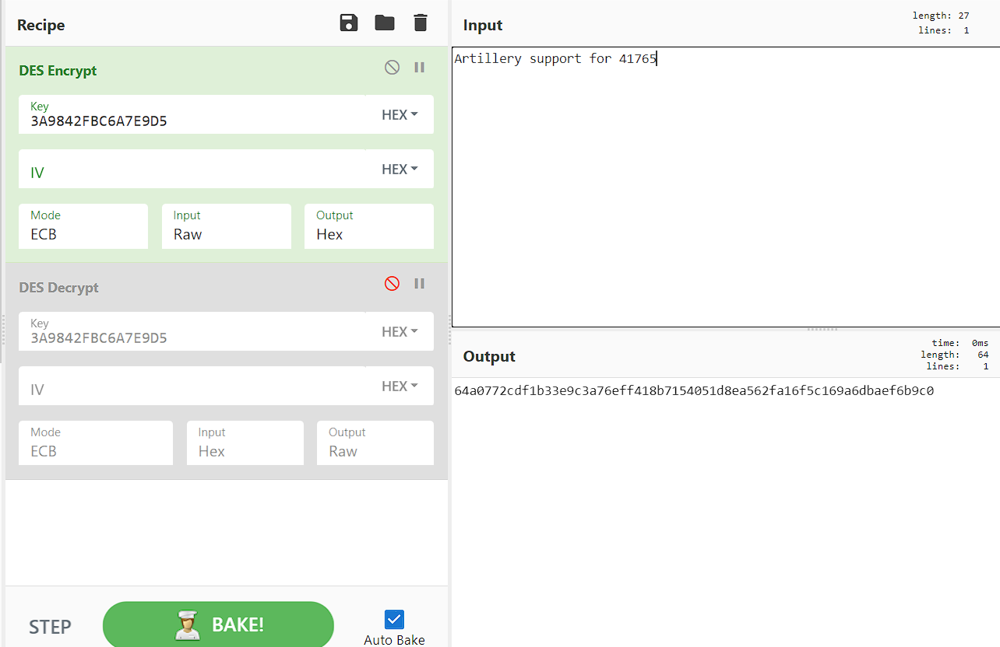 Recipe
DES Encrypt
Key
3A9842FBC6A7E9D5
HEX
IV
HEX
Mode
ECB
Input
Raw
Output
Hex
DES Decrypt
Key
3A9842FBC6A7E9D5
HEX
IV
HEX
Mode
ECB
Input
Hex
Output
Raw
STEP
BAKE!
Auto Bake
Input
length: 27
lines: 1
Artillery support for 41765
Output
time: 0ms
length: 64
lines: 1
64a0772cdf1b33e9c3a76eff418b7154051d8ea562fa16f5c169a6dbaef6b9c0